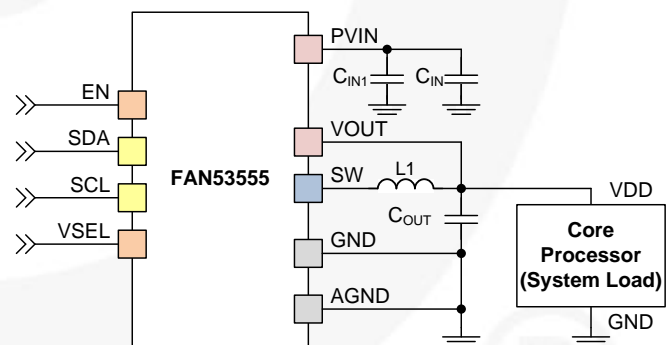 PVIN
CIN1
CIN
EN
VOUT
SDA
FAN53555
SW
L1
SCL
VDD
COUT
VSEL
GND
Core
Processor
(System Load)
AGND
GND